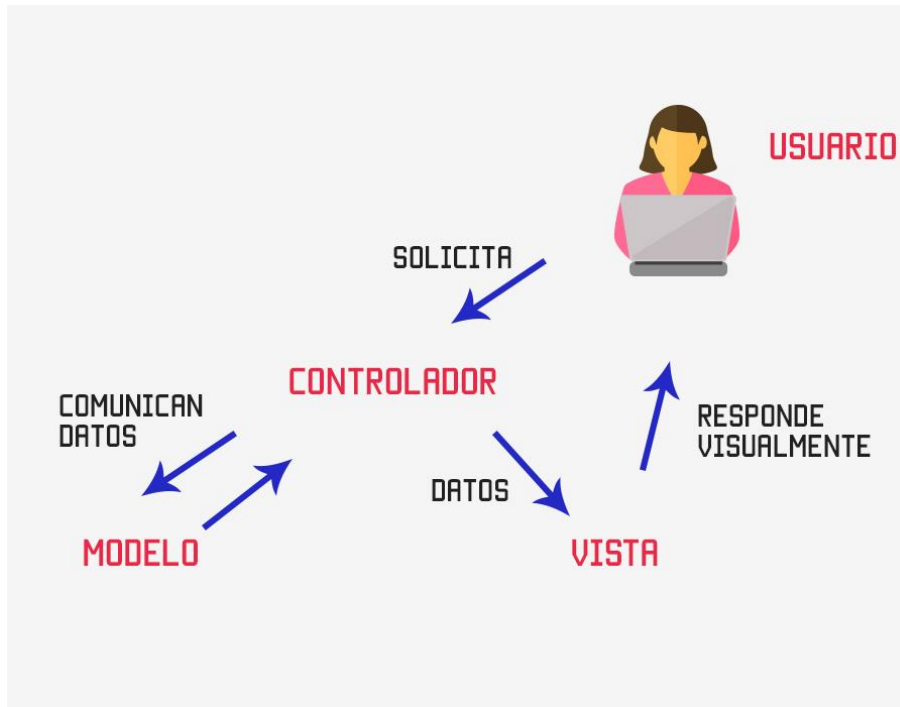 USUARIO
SOLICITA
CONTROLADOR
COMUNICAN
DATOS
RESPONDE
VISUALMENTE
DATOS
MODELO
VISTA